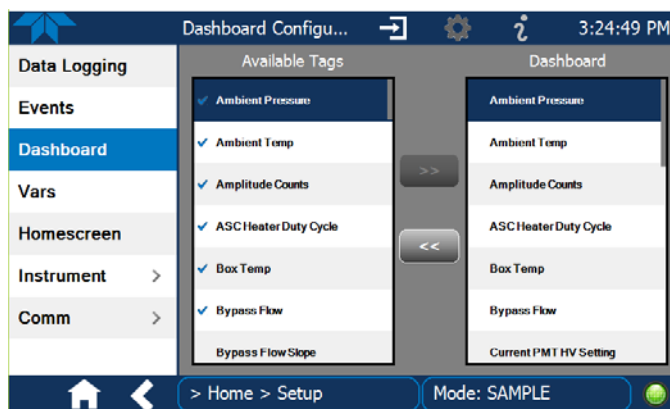 Dashboard Configu... 3:24:49 PM
Data Logging
Events
Dashboard
Vars
Homescreen
Instrument >
Comm >
Available Tags
Ambient Pressure
Ambient Temp
Amplitude Counts
ASC Heater Duty Cycle
Box Temp
Bypass Flow
Bypass Flow Slope
>>
<<
Dashboard
Ambient Pressure
Ambient Temp
Amplitude Counts
ASC Heater Duty Cycle
Box Temp
Bypass Flow
Current PMT HV Setting
> Home > Setup
Mode: SAMPLE